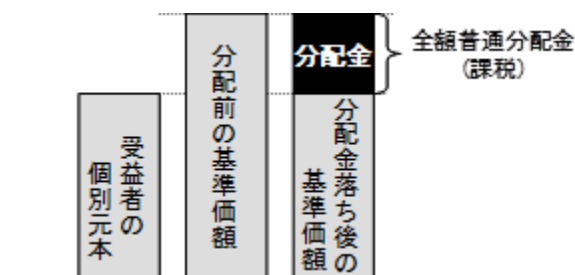 受益者の
個別元本
分配前の基準価額
分配金
分配金落ち後の
基準価額
全額普通分配金
(課税)